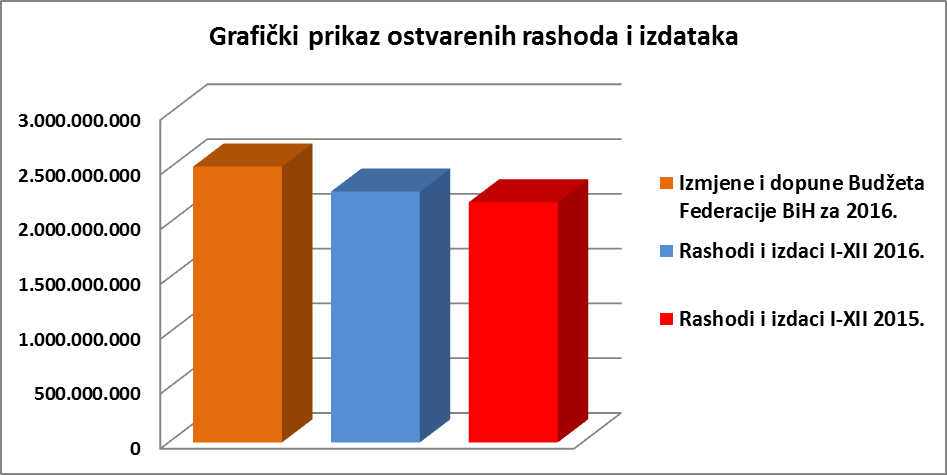 Grafički prikaz ostvarenih rashoda i izdataka
3.000.000.000
2.500.000.000
2.000.000.000
1.500.000.000
1.000.000.000
500.000.000
0
Izmjene i dopune Budžeta
Federacije BiH za 2016.
Rashodi i izdaci I-XII 2016.
Rashodi i izdaci I-XII 2015.